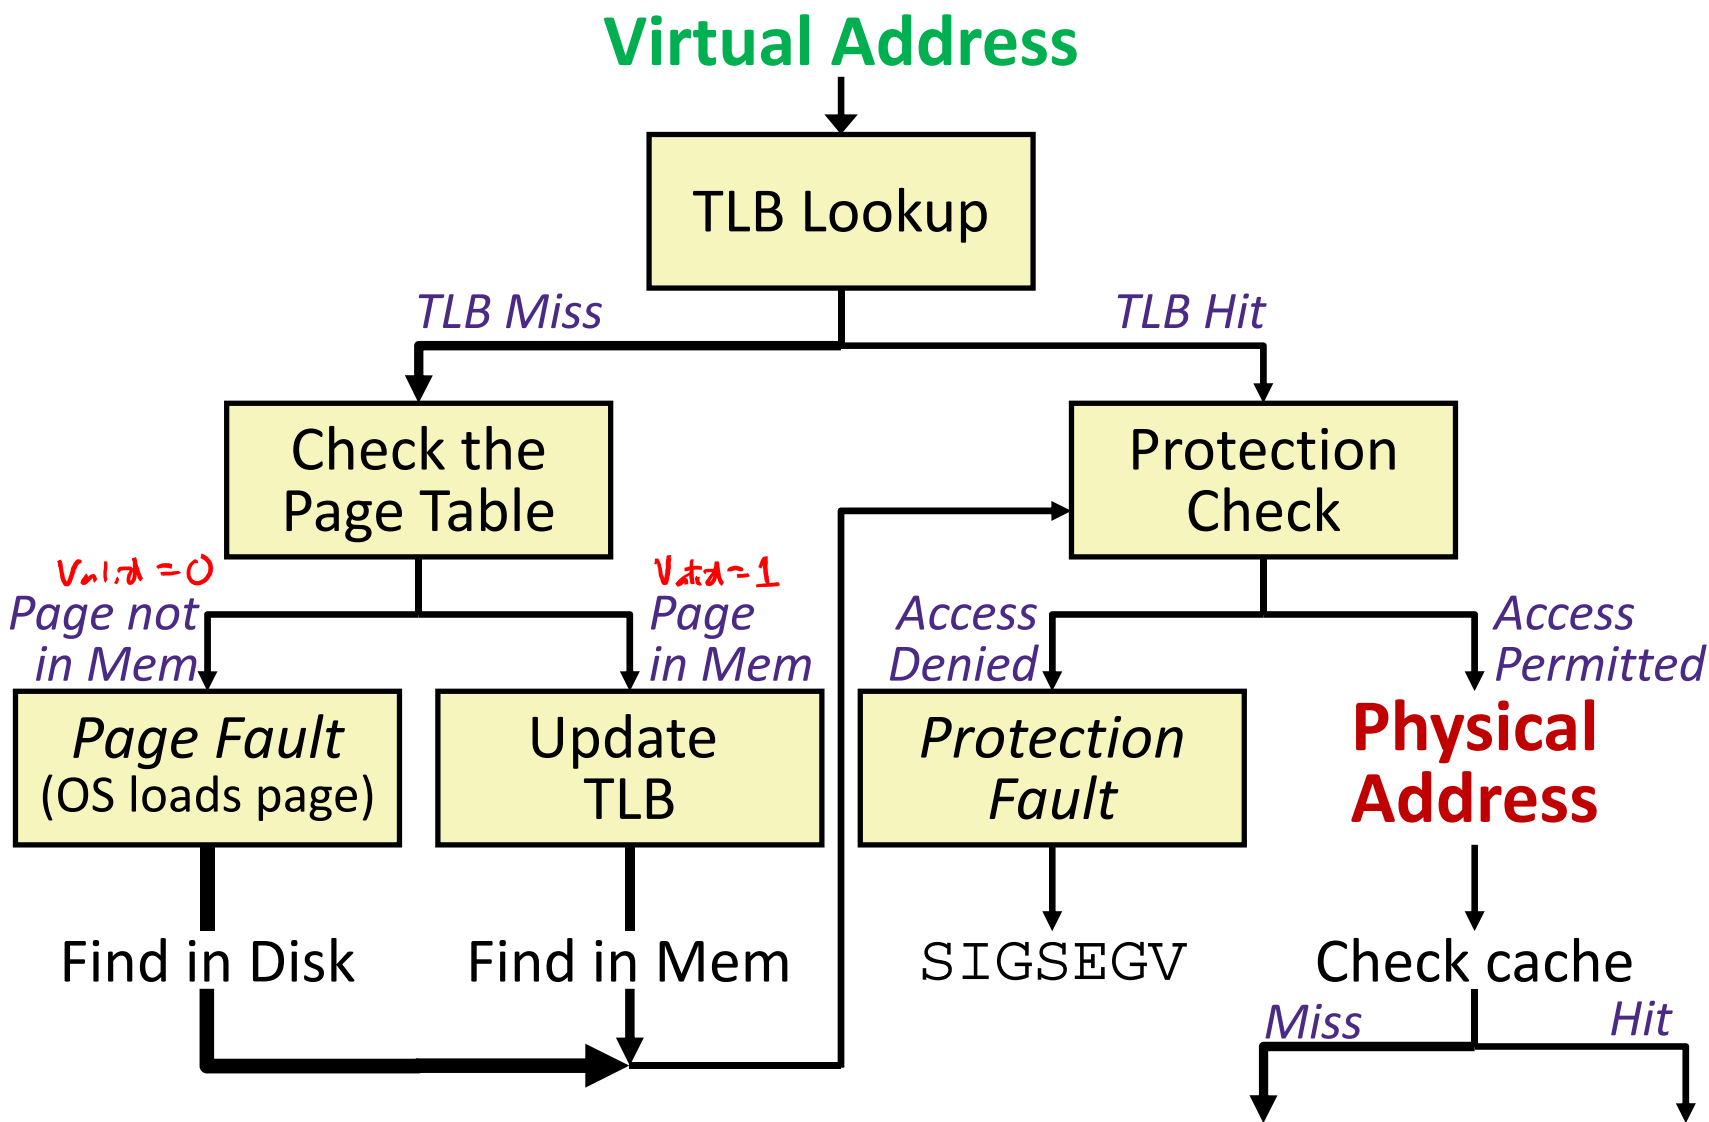 Virtual Address
TLB Lookup
TLB Miss
TLB Hit
Check the
Page Table
Protection
Check
Valid=0
Valid=1
Page not
in Mem
Page
in Mem
Access
Denied
Access
Permitted
Page Fault
(OS loads page)
Update
TLB
Protection
Fault
Physical
Address
Find in Disk
Find in Mem
SIGSEGV
Check cache
Miss
Hit